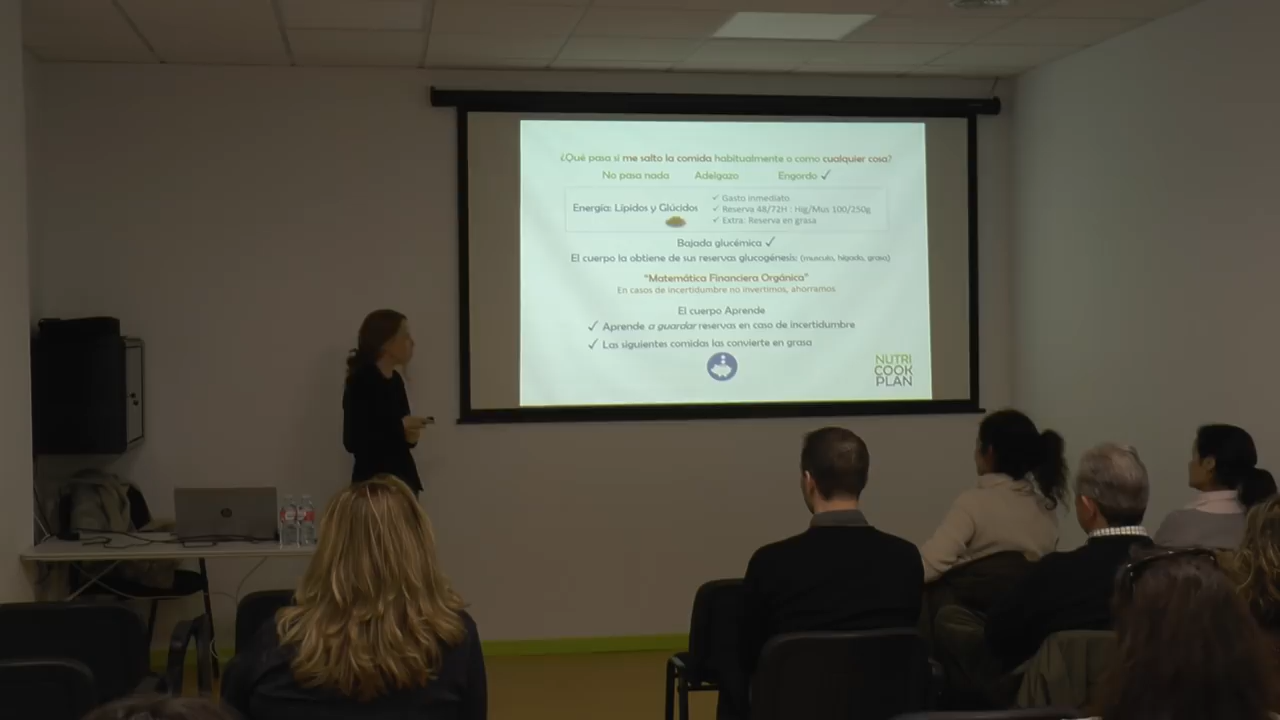 ¿Qué pasa si me salto la comida habitualmente o como cualquier cosa?
No pasa nada Adelgazo Engordo ✓
Energía: Lípidos y Glúcidos
✓ Gasto inmediato
✓ Reserva 48/72H : Hig/Mus 100/250g
✓ Extra: Reserva en grasa
Bajada glucémica ✓
El cuerpo la obtiene de sus reservas glucogénesis: (musculo, hígado, grasa)
"Matemática Financiera Orgánica"
En casos de incertidumbre no invertimos, ahorramos
El cuerpo Aprende
✓ Aprende a guardar reservas en caso de incertidumbre
✓ Las siguientes comidas las convierte en grasa
NUTRI
COOK
PLAN